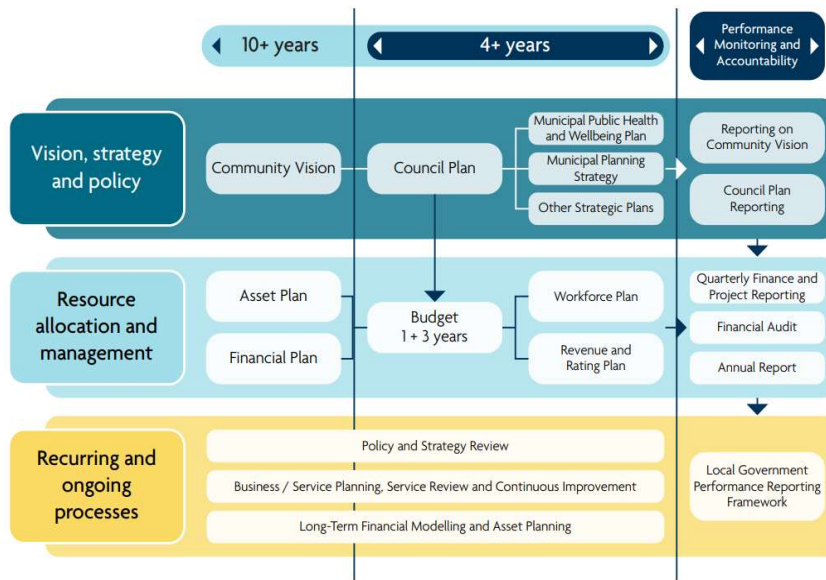 10+ years
4+ years
Performance
Monitoring and
Accountability
Vision, strategy
and policy
Community Vision
Council Plan
Municipal Public Health
and Wellbeing Plan
Municipal Planning
Strategy
Other Strategic Plans
Reporting on
Community Vision
Council Plan
Reporting
Resource
allocation and
management
Asset Plan
Financial Plan
Budget
1 + 3 years
Workforce Plan
Revenue and
Rating Plan
Quarterly Finance and
Project Reporting
Financial Audit
Annual Report
Recurring and
ongoing
processes
Policy and Strategy Review
Business / Service Planning, Service Review and Continuous Improvement
Long-Term Financial Modelling and Asset Planning
Local Government
Performance Reporting
Framework